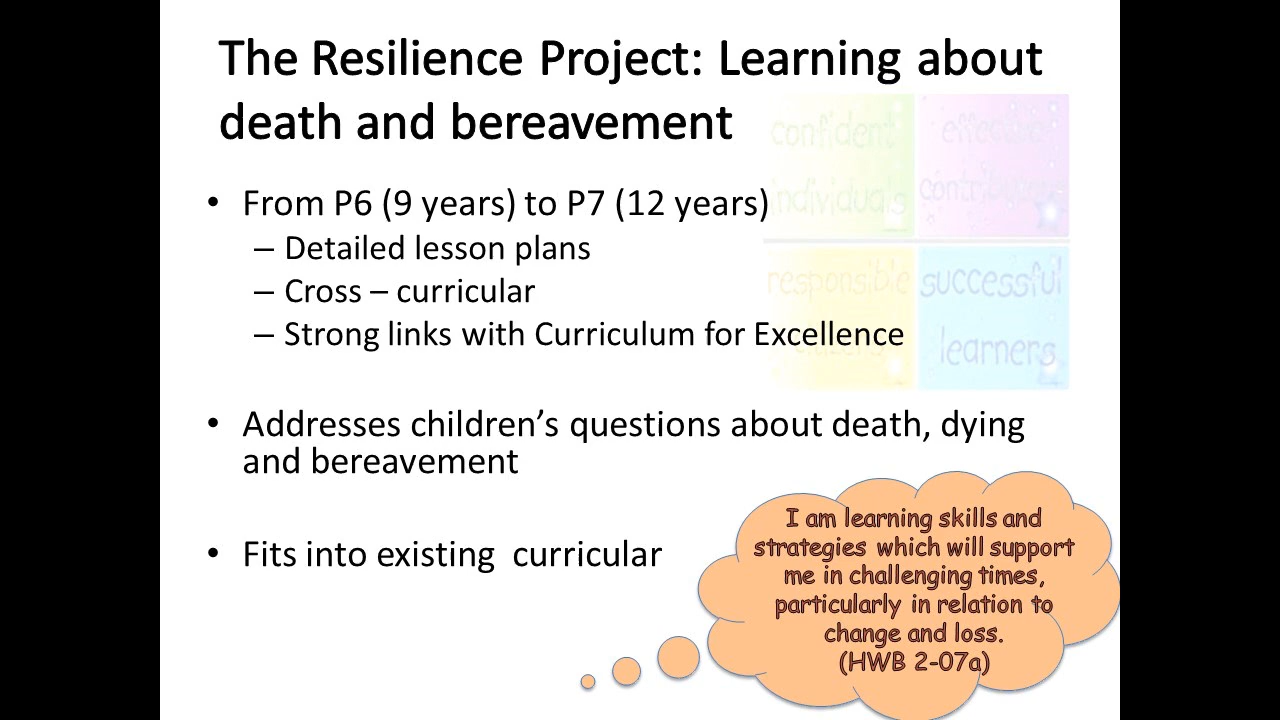 The Resilience Project: Learning about
death and bereavement
confident
individuals
effective
contributors
• From P6 (9 years) to P7 (12 years)
– Detailed lesson plans
– Cross – curricular
– Strong links with Curriculum for Excellence
responsible
successful
learners
• Addresses children’s questions about death, dying
and bereavement
• Fits into existing  curricular
I am learning skills and
strategies which will support
me in challenging times,
particularly in relation to
change and loss.
(HWB 2-07a)